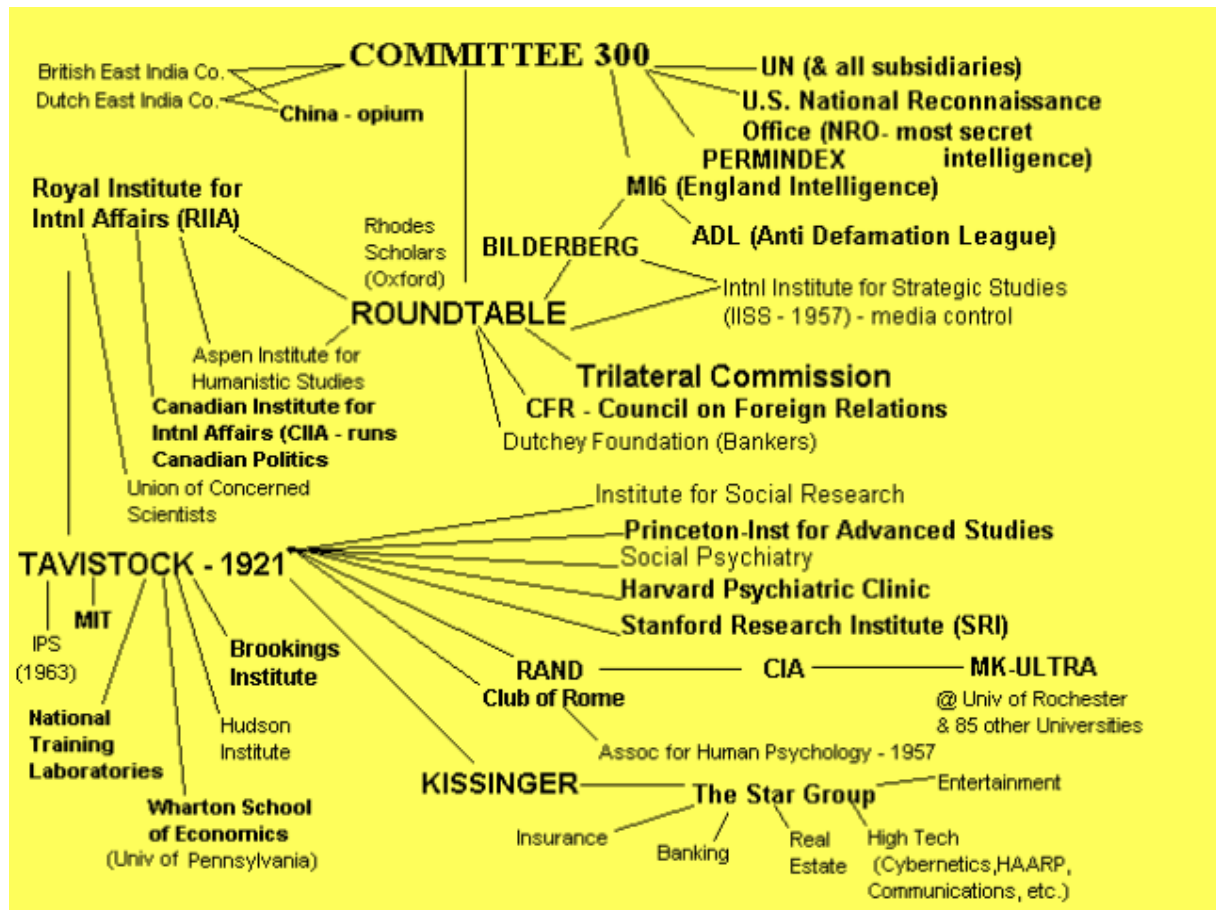 COMMITTEE 300
British East India Co.
Dutch East India Co.
China - opium
UN (& all subsidiaries)
U.S. National Reconnaissance
Office (NRO- most secret
intelligence)
PERMINDEX
MI6 (England Intelligence)
ADL (Anti Defamation League)
Royal Institute for
Intnl Affairs (RIIA)
Rhodes
Scholars
(Oxford)
BILDERBERG
Intnl Institute for Strategic Studies
(IISS - 1957) - media control
ROUNDTABLE
Aspen Institute for
Humanistic Studies
Trilateral Commission
CFR - Council on Foreign Relations
Dutchey Foundation (Bankers)
Canadian Institute for
Intnl Affairs (CIIA - runs
Canadian Politics
Union of Concerned
Scientists
Institute for Social Research
Princeton-Inst for Advanced Studies
Social Psychiatry
Harvard Psychiatric Clinic
Stanford Research Institute (SRI)
TAVISTOCK - 1921
IPS
(1963)
MIT
Brookings
Institute
RAND
CIA
MK-ULTRA
@ Univ of Rochester
& 85 other Universities
Club of Rome
National
Training
Laboratories
Hudson
Institute
Assoc for Human Psychology - 1957
KISSINGER
The Star Group
Entertainment
Wharton School
of Economics
(Univ of Pennsylvania)
Insurance
Banking
Real
Estate
High Tech
(Cybernetics,HAARP,
Communications, etc.)